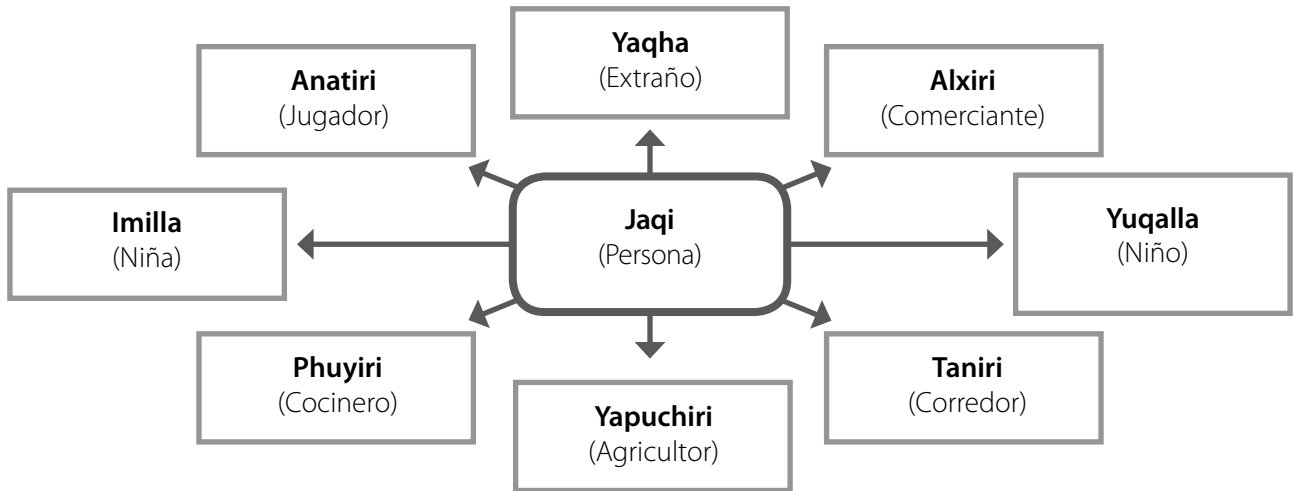 Yaqha
(Extraño)
Anatiri
(Jugador)
Alxiri
(Comerciante)
Imilla
(Niña)
Jaqi
(Persona)
Yuqalla
(Niño)
Phuyiri
(Cocinero)
Yapuchiri
(Agricultor)
Taniri
(Corredor)